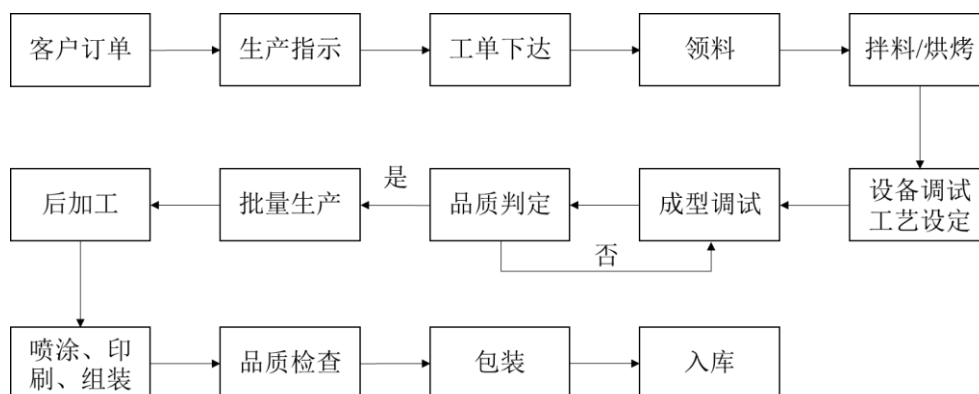 客户订单
生产指示
工单下达
领料
拌料/烘烤
设备调试
工艺设定
成型调试
品质判定
否
是
批量生产
后加工
喷涂、印
刷、组装
品质检查
包装
入库